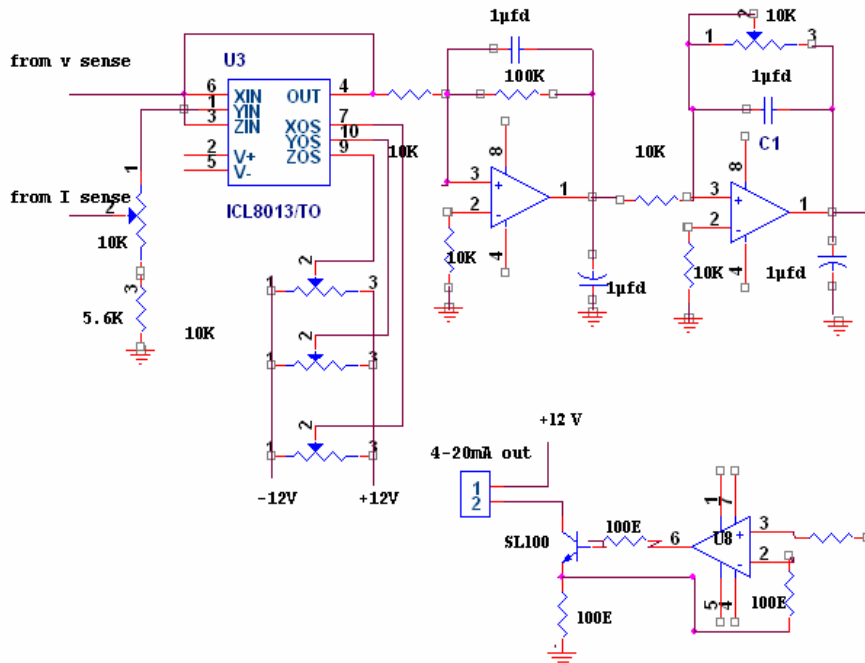 1µfd
2
10K
1
3
from v sense
U3
6
XIN
OUT
4
1
YIN
3
ZIN
XOS
7
YOS
10
ZOS
9
2
V+
5
V-
ICL8013/TO
100K
1µfd
C1
10K
8
3
+
2
-
1
4
10K
1µfd
10K
8
3
+
2
-
1
4
10K
1µfd
from I sense
1
2
10K
3
5.6K
10K
2
1
3
2
1
3
2
1
3
-12V
+12V
+12 V
4-20mA out
1
2
SL100
100E
6
U8
1
7
3
+
2
-
5
4
100E
100E